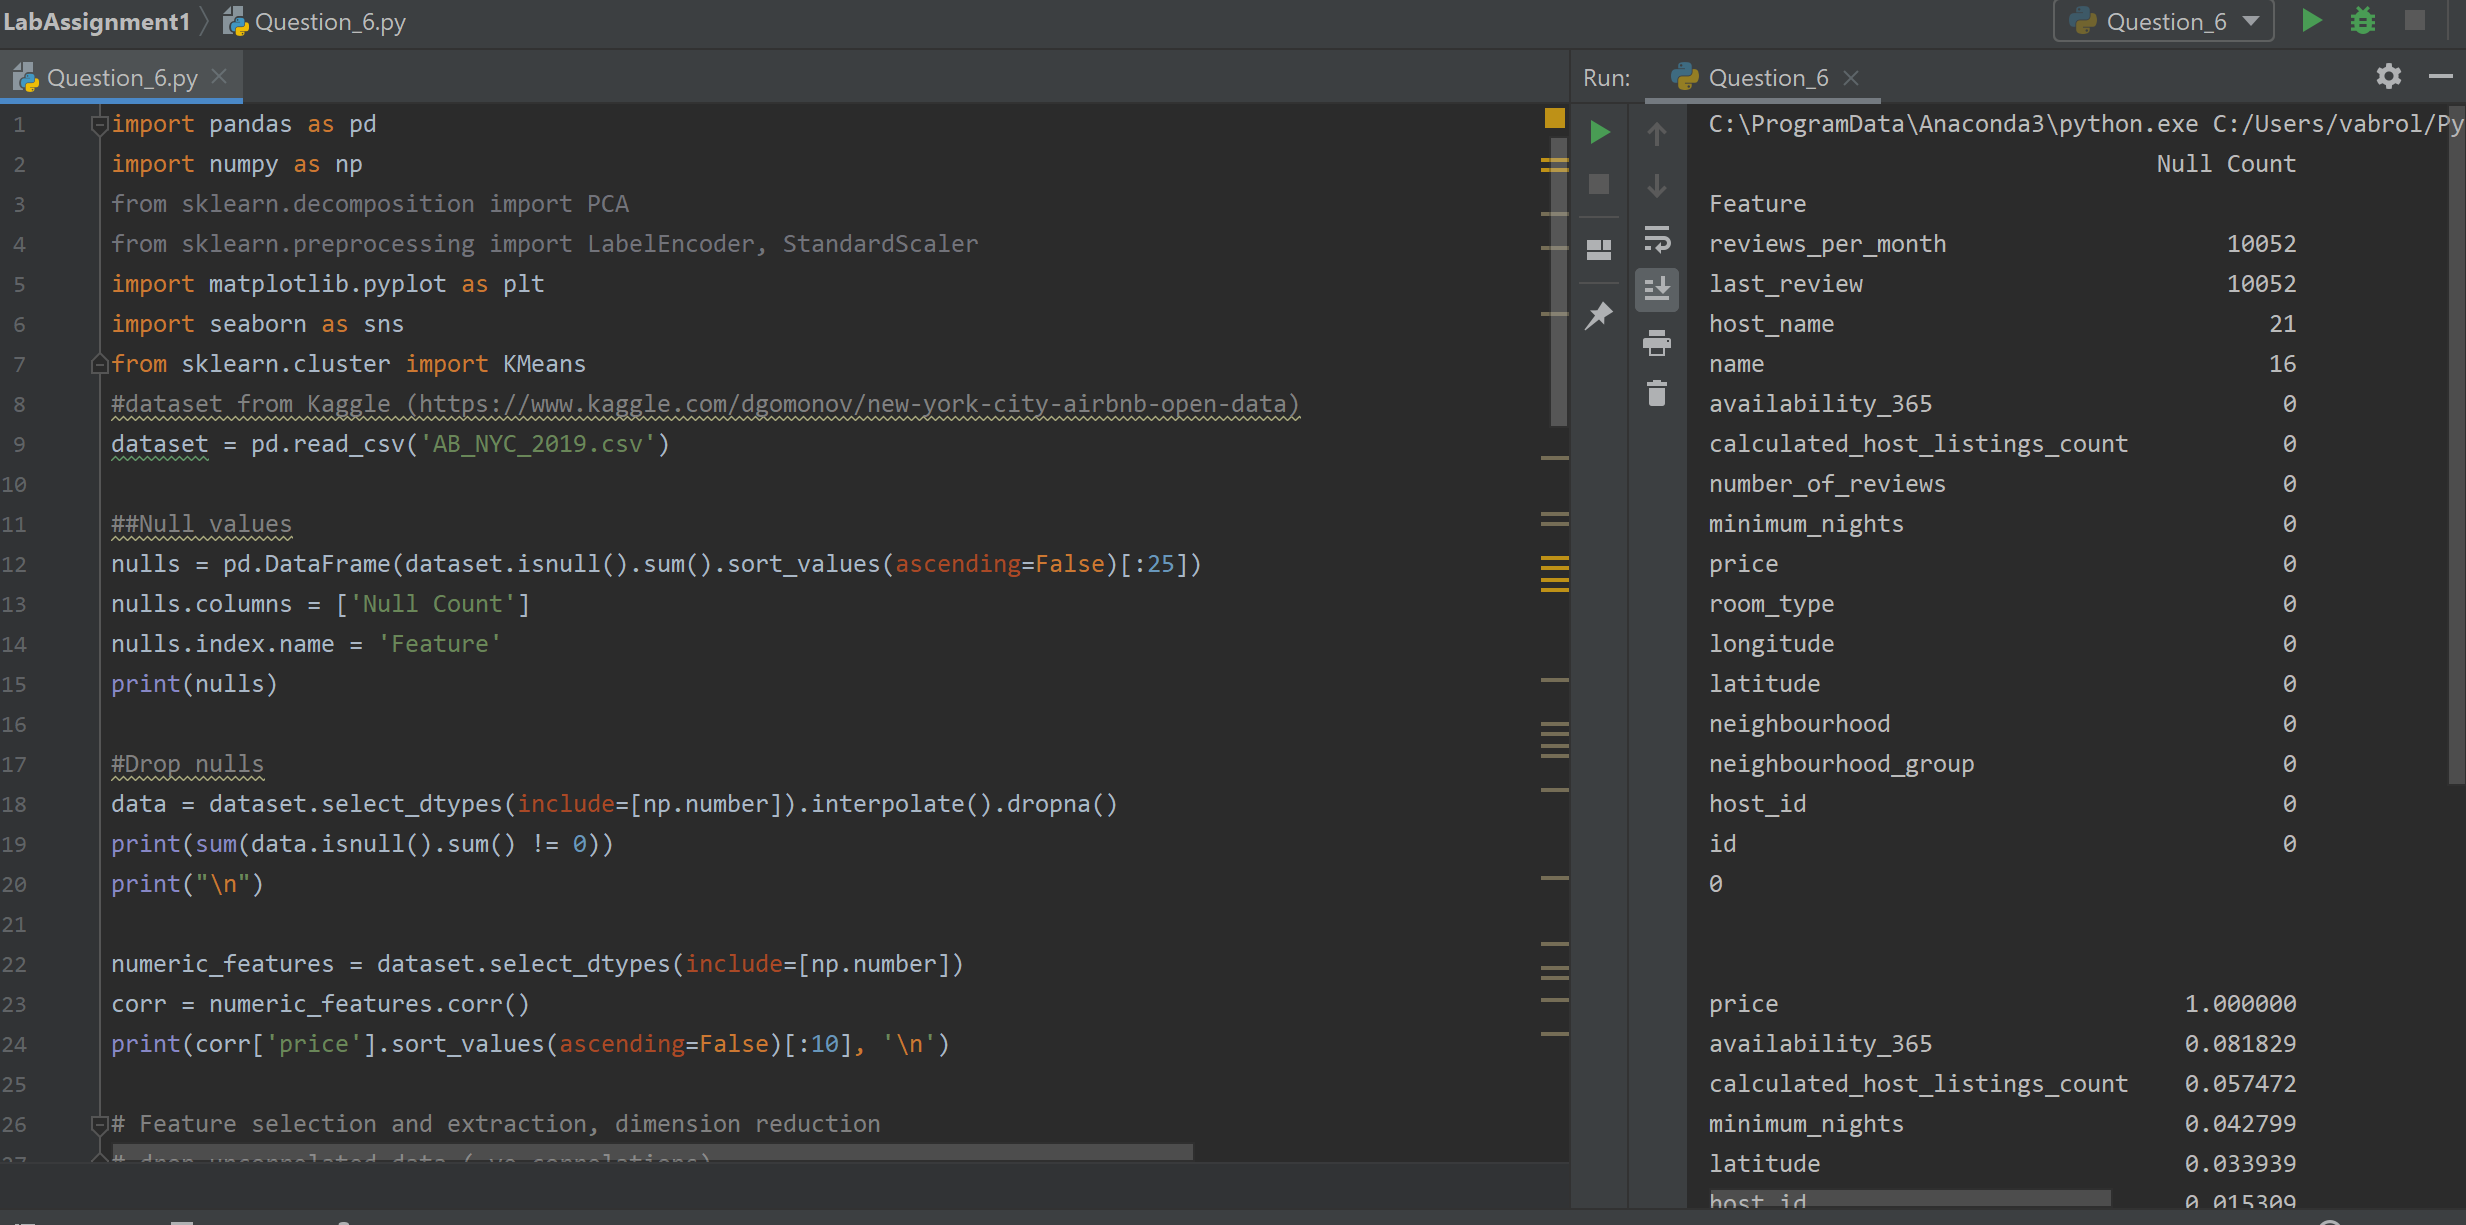 LabAssignment1 Question_6.py
Question_6
Question_6.py
1 import pandas as pd
2 import numpy as np
3 from sklearn.decomposition import PCA
4 from sklearn.preprocessing import LabelEncoder, StandardScaler
5 import matplotlib.pyplot as plt
6 import seaborn as sns
7 from sklearn.cluster import KMeans
8 #dataset from Kaggle (https://www.kaggle.com/dgomonov/new-york-city-airbnb-open-data)
9 dataset = pd.read_csv('AB_NYC_2019.csv')
10
11 ##Null values
12 nulls = pd.DataFrame(dataset.isnull().sum().sort_values(ascending=False)[:25])
13 nulls.columns = ['Null Count']
14 nulls.index.name = 'Feature'
15 print(nulls)
16
17 #Drop nulls
18 data = dataset.select_dtypes(include=[np.number]).interpolate().dropna()
19 print(sum(data.isnull().sum() != 0))
20 print("\n")
21
22 numeric_features = dataset.select_dtypes(include=[np.number])
23 corr = numeric_features.corr()
24 print(corr['price'].sort_values(ascending=False)[:10], '\n')
25
26 # Feature selection and extraction, dimension reduction
27 # drop uncorrelated data (-ve correlations)
Run: Question_6
C:\ProgramData\Anaconda3\python.exe C:/Users/vabrol/Py
Null Count
Feature
reviews_per_month 10052
last_review 10052
host_name 21
name 16
availability_365 0
calculated_host_listings_count 0
number_of_reviews 0
minimum_nights 0
price 0
room_type 0
longitude 0
latitude 0
neighbourhood 0
neighbourhood_group 0
host_id 0
id 0
0
price 1.000000
availability_365 0.081829
calculated_host_listings_count 0.057472
minimum_nights 0.042799
latitude 0.033939
host_id 0.015309